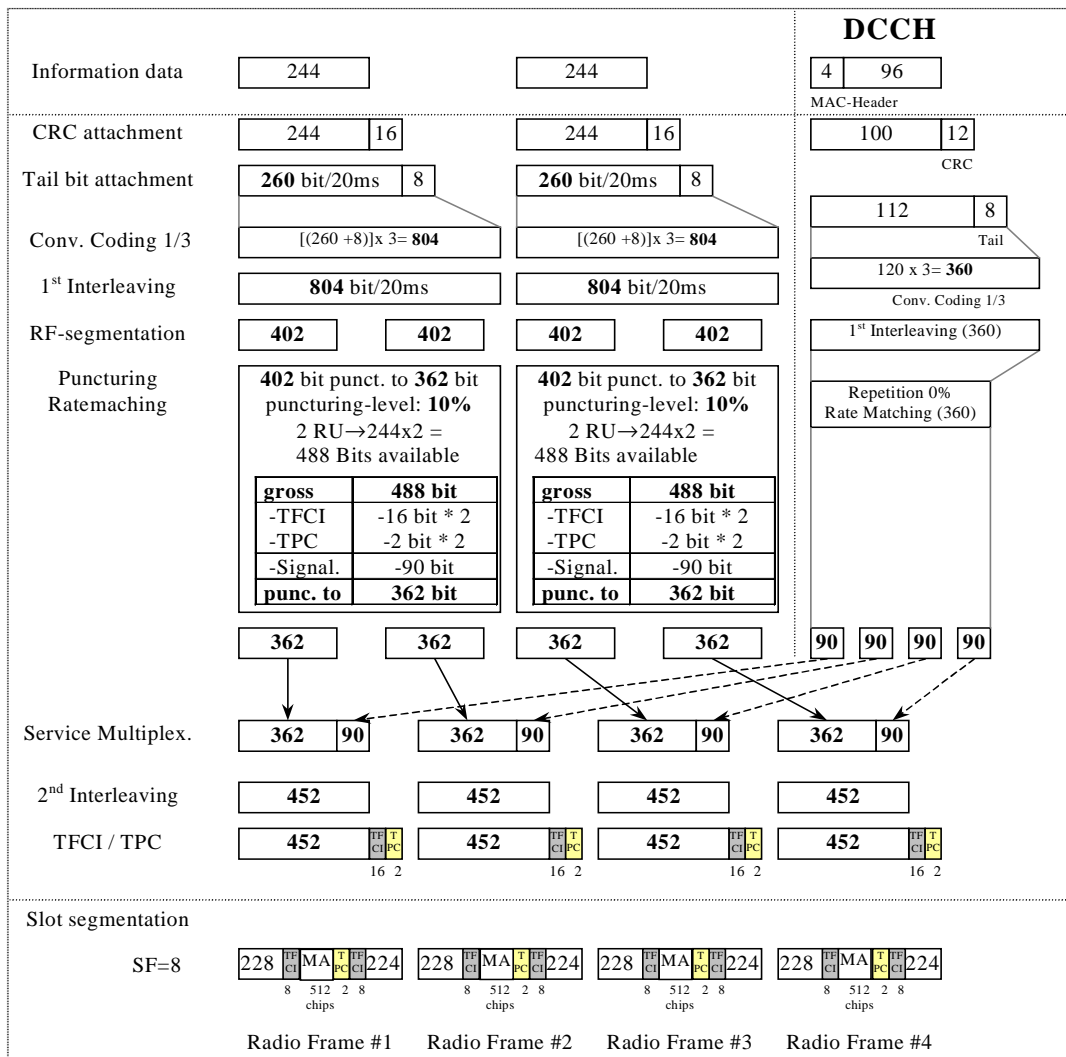 DCCH
Information data 244 244 4 96
MAC-Header
CRC attachment 244 16 244 16 100 12
CRC
Tail bit attachment 260 bit/20ms 8 260 bit/20ms 8
112 8
Tail
Conv. Coding 1/3 [(260 +8)]x 3= 804 [(260 +8)]x 3= 804
120 x 3= 360
Conv. Coding 1/3
1st Interleaving 804 bit/20ms 804 bit/20ms
RF-segmentation 402 402 402 402 1st Interleaving (360)
Puncturing
Ratemaching
402 bit punct. to 362 bit
puncturing-level: 10%
2 RU→244x2 =
488 Bits available
gross 488 bit
-TFCI -16 bit * 2
-TPC -2 bit * 2
-Signal. -90 bit
punc. to 362 bit
402 bit punct. to 362 bit
puncturing-level: 10%
2 RU→244x2 =
488 Bits available
gross 488 bit
-TFCI -16 bit * 2
-TPC -2 bit * 2
-Signal. -90 bit
punc. to 362 bit
Repetition 0%
Rate Matching (360)
362 362 362 362 90 90 90 90
Service Multiplex. 362 90 362 90 362 90 362 90
2nd Interleaving 452 452 452 452
TFCI / TPC 452 TF CI T PC 452 TF CI T PC 452 TF CI T PC 452 TF CI T PC
16 2 16 2 16 2 16 2
Slot segmentation
SF=8 228 TF CI MA T PC TF CI 224 228 TF CI MA T PC TF CI 224 228 TF CI MA T PC TF CI 224 228 TF CI MA T PC TF CI 224
8 512 2 8 8 512 2 8 8 512 2 8 8 512 2 8
chips chips chips chips
Radio Frame #1 Radio Frame #2 Radio Frame #3 Radio Frame #4